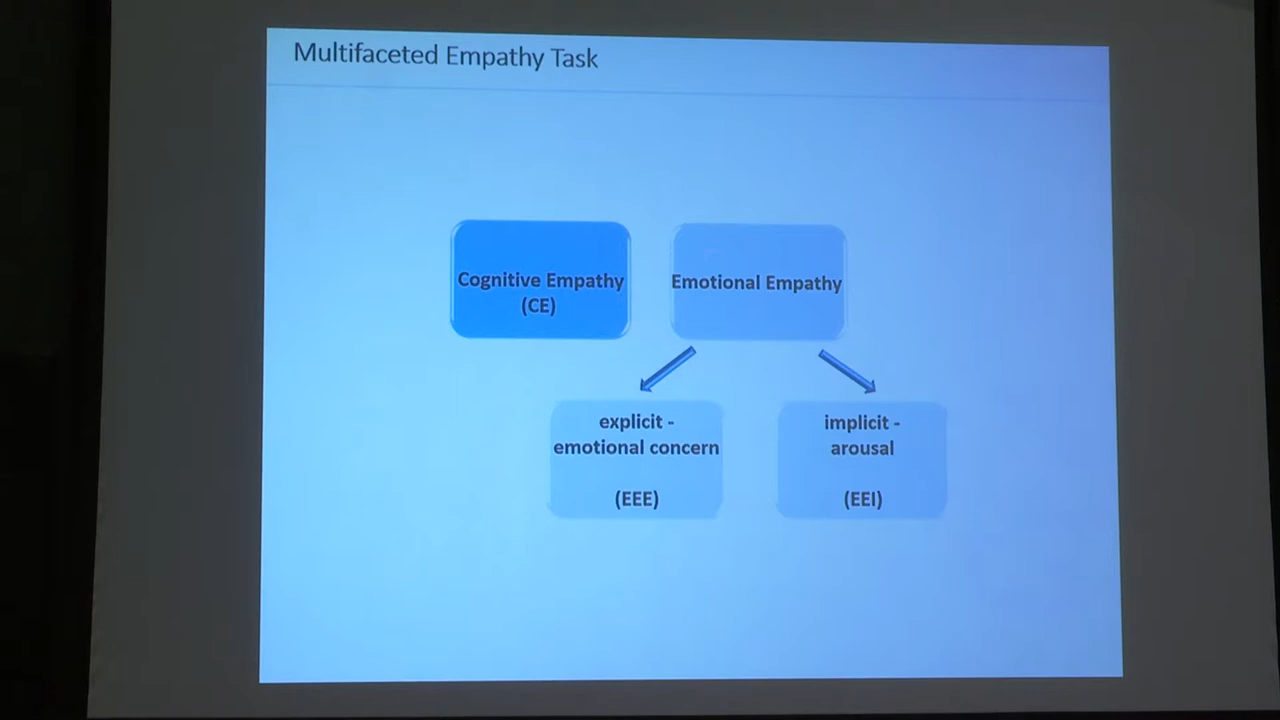 Multifaceted Empathy Task
Cognitive Empathy
(CE)
Emotional Empathy
explicit -
emotional concern
(EEE)
implicit -
arousal
(EEI)